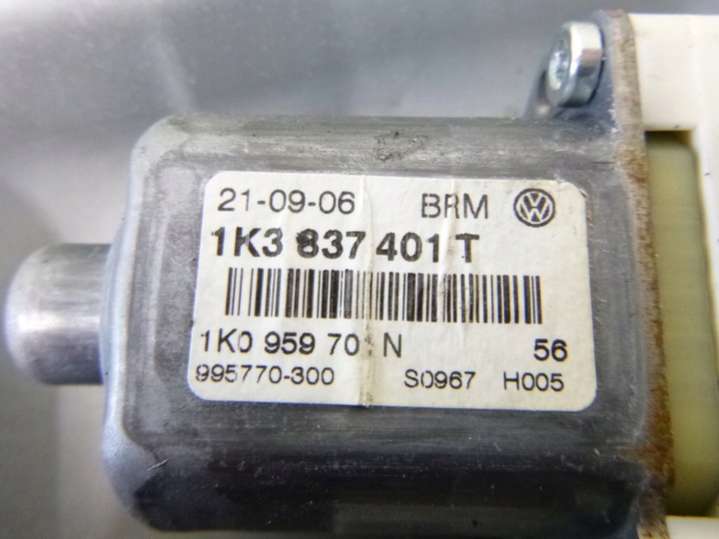 21-09-06 BRM
1K3 837 401 T
1K0 959 70 N 56
995770-300 S0967 H005